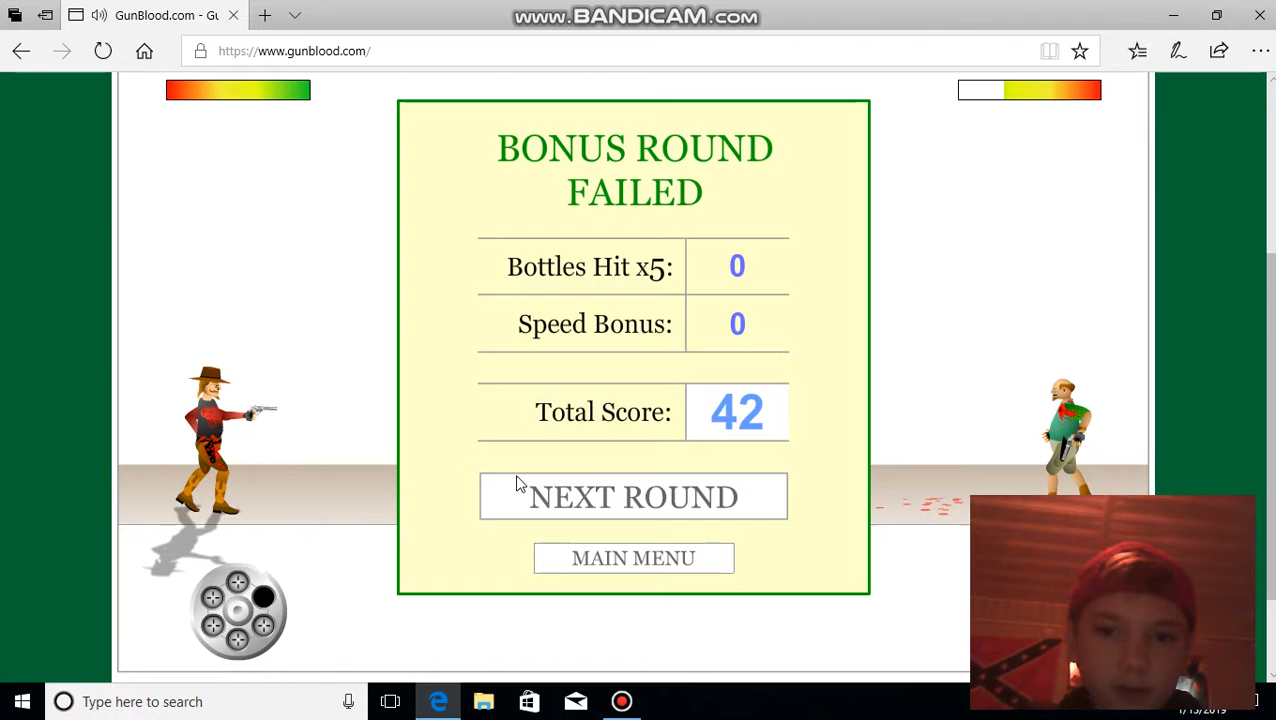 www.BANDICAM.com
GunBlood.com - Gu
https://www.gunblood.com/
BONUS ROUND
FAILED
Bottles Hit x5: 0
Speed Bonus: 0
Total Score: 42
NEXT ROUND
MAIN MENU
Type here to search